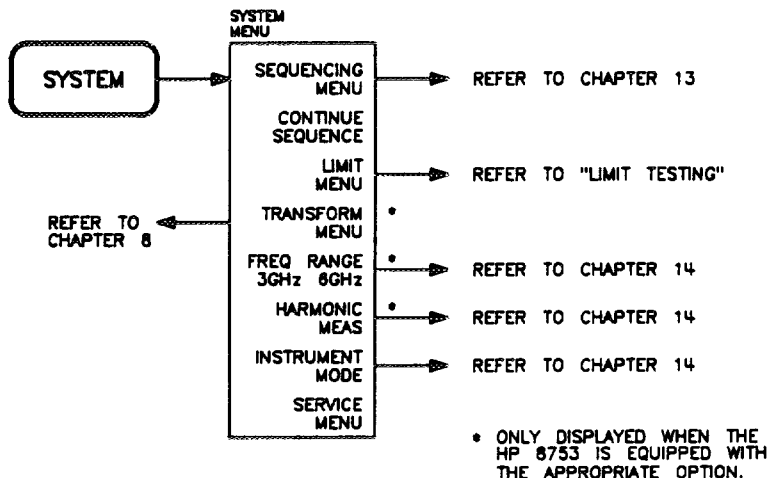 SYSTEM
MENU
SYSTEM
SEQUENCING
MENU
REFER TO CHAPTER 13
CONTINUE
SEQUENCE
LIMIT
MENU
REFER TO "LIMIT TESTING"
REFER TO
CHAPTER 8
TRANSFORM
MENU
*
FREQ RANGE
3GHz 6GHz
*
REFER TO CHAPTER 14
HARMONIC
MEAS
*
REFER TO CHAPTER 14
INSTRUMENT
MODE
REFER TO CHAPTER 14
SERVICE
MENU
* ONLY DISPLAYED WHEN THE
HP 8753 IS EQUIPPED WITH
THE APPROPRIATE OPTION.